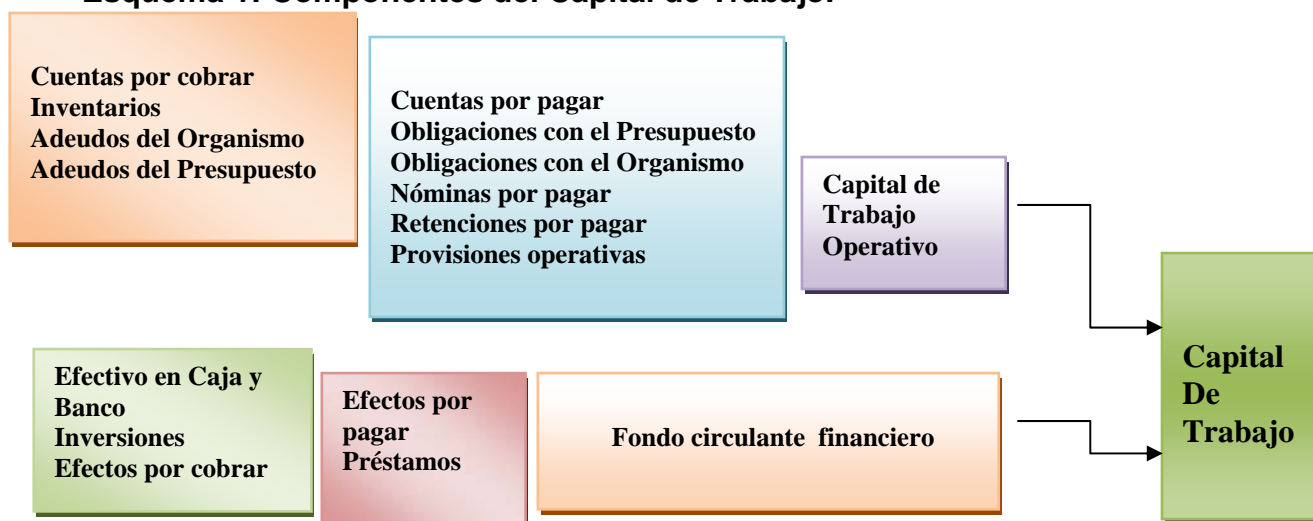 Esquema 1: Componentes del Capital de Trabajo.
Cuentas por cobrar
Inventarios
Adeudos del Organismo
Adeudos del Presupuesto
Cuentas por pagar
Obligaciones con el Presupuesto
Obligaciones con el Organismo
Nóminas por pagar
Retenciones por pagar
Provisiones operativas
Capital de
Trabajo
Operativo
Efectivo en Caja y
Banco
Inversiones
Efectos por cobrar
Efectos por
pagar
Préstamos
Fondo circulante financiero
Capital
De
Trabajo